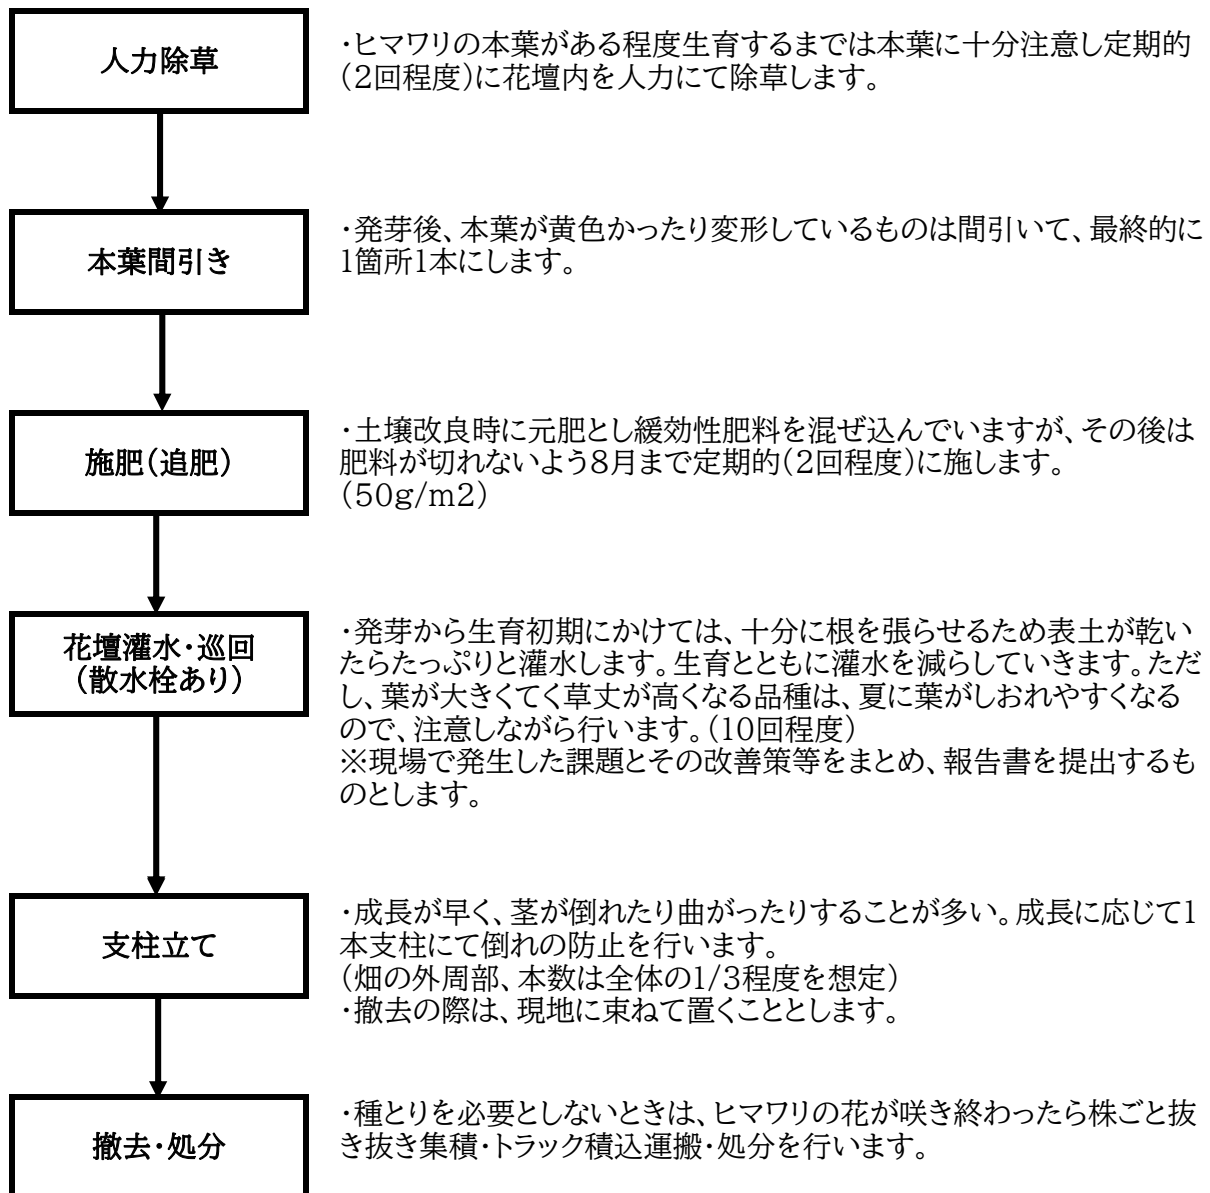 人力除草
・ヒマワリの本葉がある程度生育するまでは本葉に十分注意し定期的
(2回程度)に花壇内を人力にて除草します。
本葉間引き
・発芽後、本葉が黄色かったり変形しているものは間引いて、最終的に
1箇所1本にします。
施肥(追肥)
・土壌改良時に元肥とし緩効性肥料を混ぜ込んでいますが、その後は
肥料が切れないよう8月まで定期的(2回程度)に施します。
(50g/m2)
花壇灌水・巡回
(散水栓あり)
・発芽から生育初期にかけては、十分に根を張らせるため表土が乾い
たらたっぷりと灌水します。生育とともに灌水を減らしていきます。ただ
し、葉が大きくてく草丈が高くなる品種は、夏に葉がしおれやすくなる
ので、注意しながら行います。(10回程度)
※現場で発生した課題とその改善策等をまとめ、報告書を提出するも
のとします。
支柱立て
・成長が早く、茎が倒れたり曲がったりすることが多い。成長に応じて1
本支柱にて倒れの防止を行います。
(畑の外周部、本数は全体の1/3程度を想定)
・撤去の際は、現地に束ねて置くこととします。
撤去・処分
・種とりを必要としないときは、ヒマワリの花が咲き終わったら株ごと抜
き抜き集積・トラック積込運搬・処分を行います。